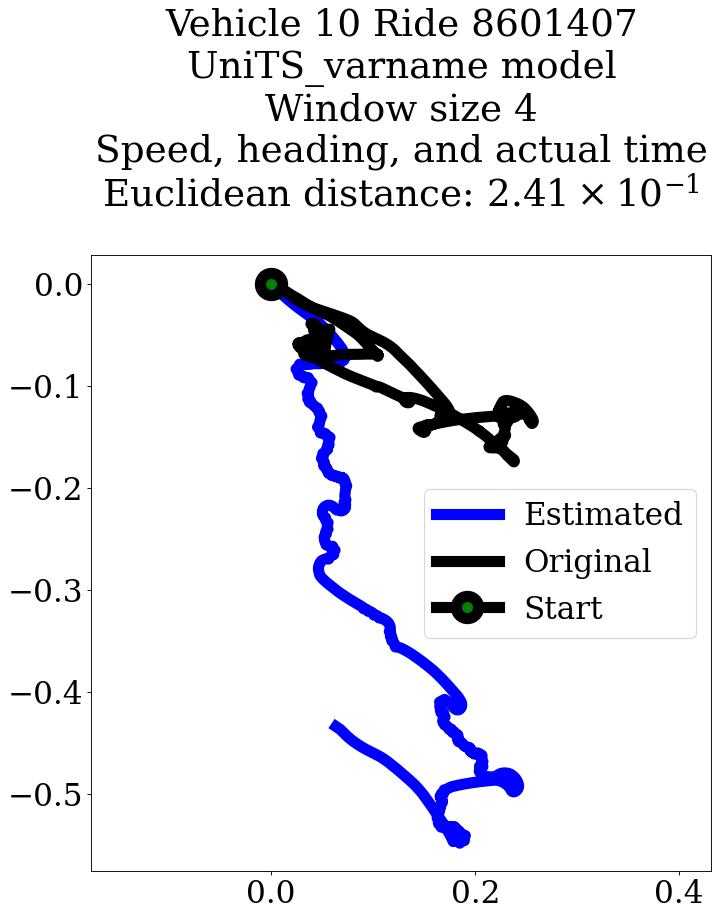 Vehicle 10 Ride 8601407
UniTS_varname model
Window size 4
Speed, heading, and actual time
Euclidean distance: 2.41 × 10⁻¹
0.0
−0.1
−0.2
−0.3
−0.4
−0.5
Estimated
Original
Start
0.0 0.2 0.4